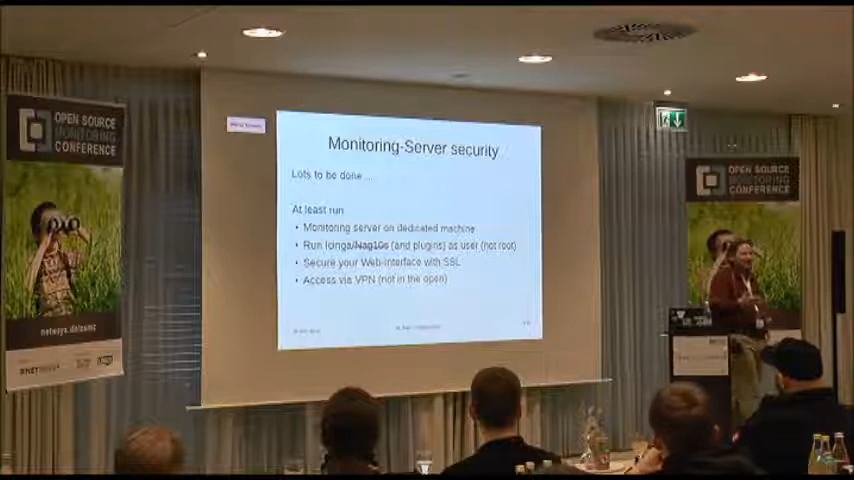 OPEN SOURCE
MONITORING
CONFERENCE
netways.de/osmc
Monitoring-Server security
Lots to be done ...
At least run
• Monitoring server on dedicated machine
• Run Icinga/Nagios (and plugins) as user (not root)
• Secure your Web-Interface with SSL
• Access via VPN (not in the open)
OPEN SOURCE
MONITORING
CONFERENCE